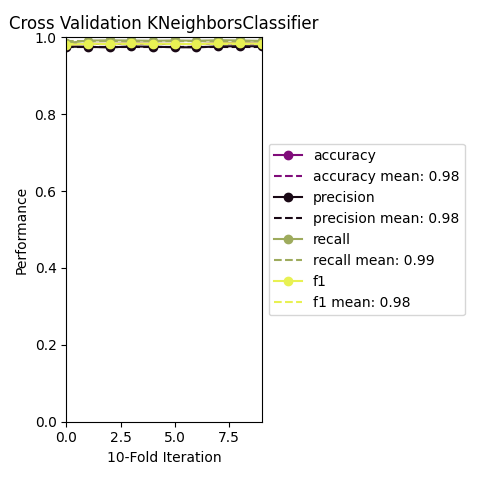 Cross Validation KNeighborsClassifier
1.0
0.8
0.6
0.4
0.2
0.0
Performance
0.0 2.5 5.0 7.5
10-Fold Iteration
accuracy
accuracy mean: 0.98
precision
precision mean: 0.98
recall
recall mean: 0.99
f1
f1 mean: 0.98